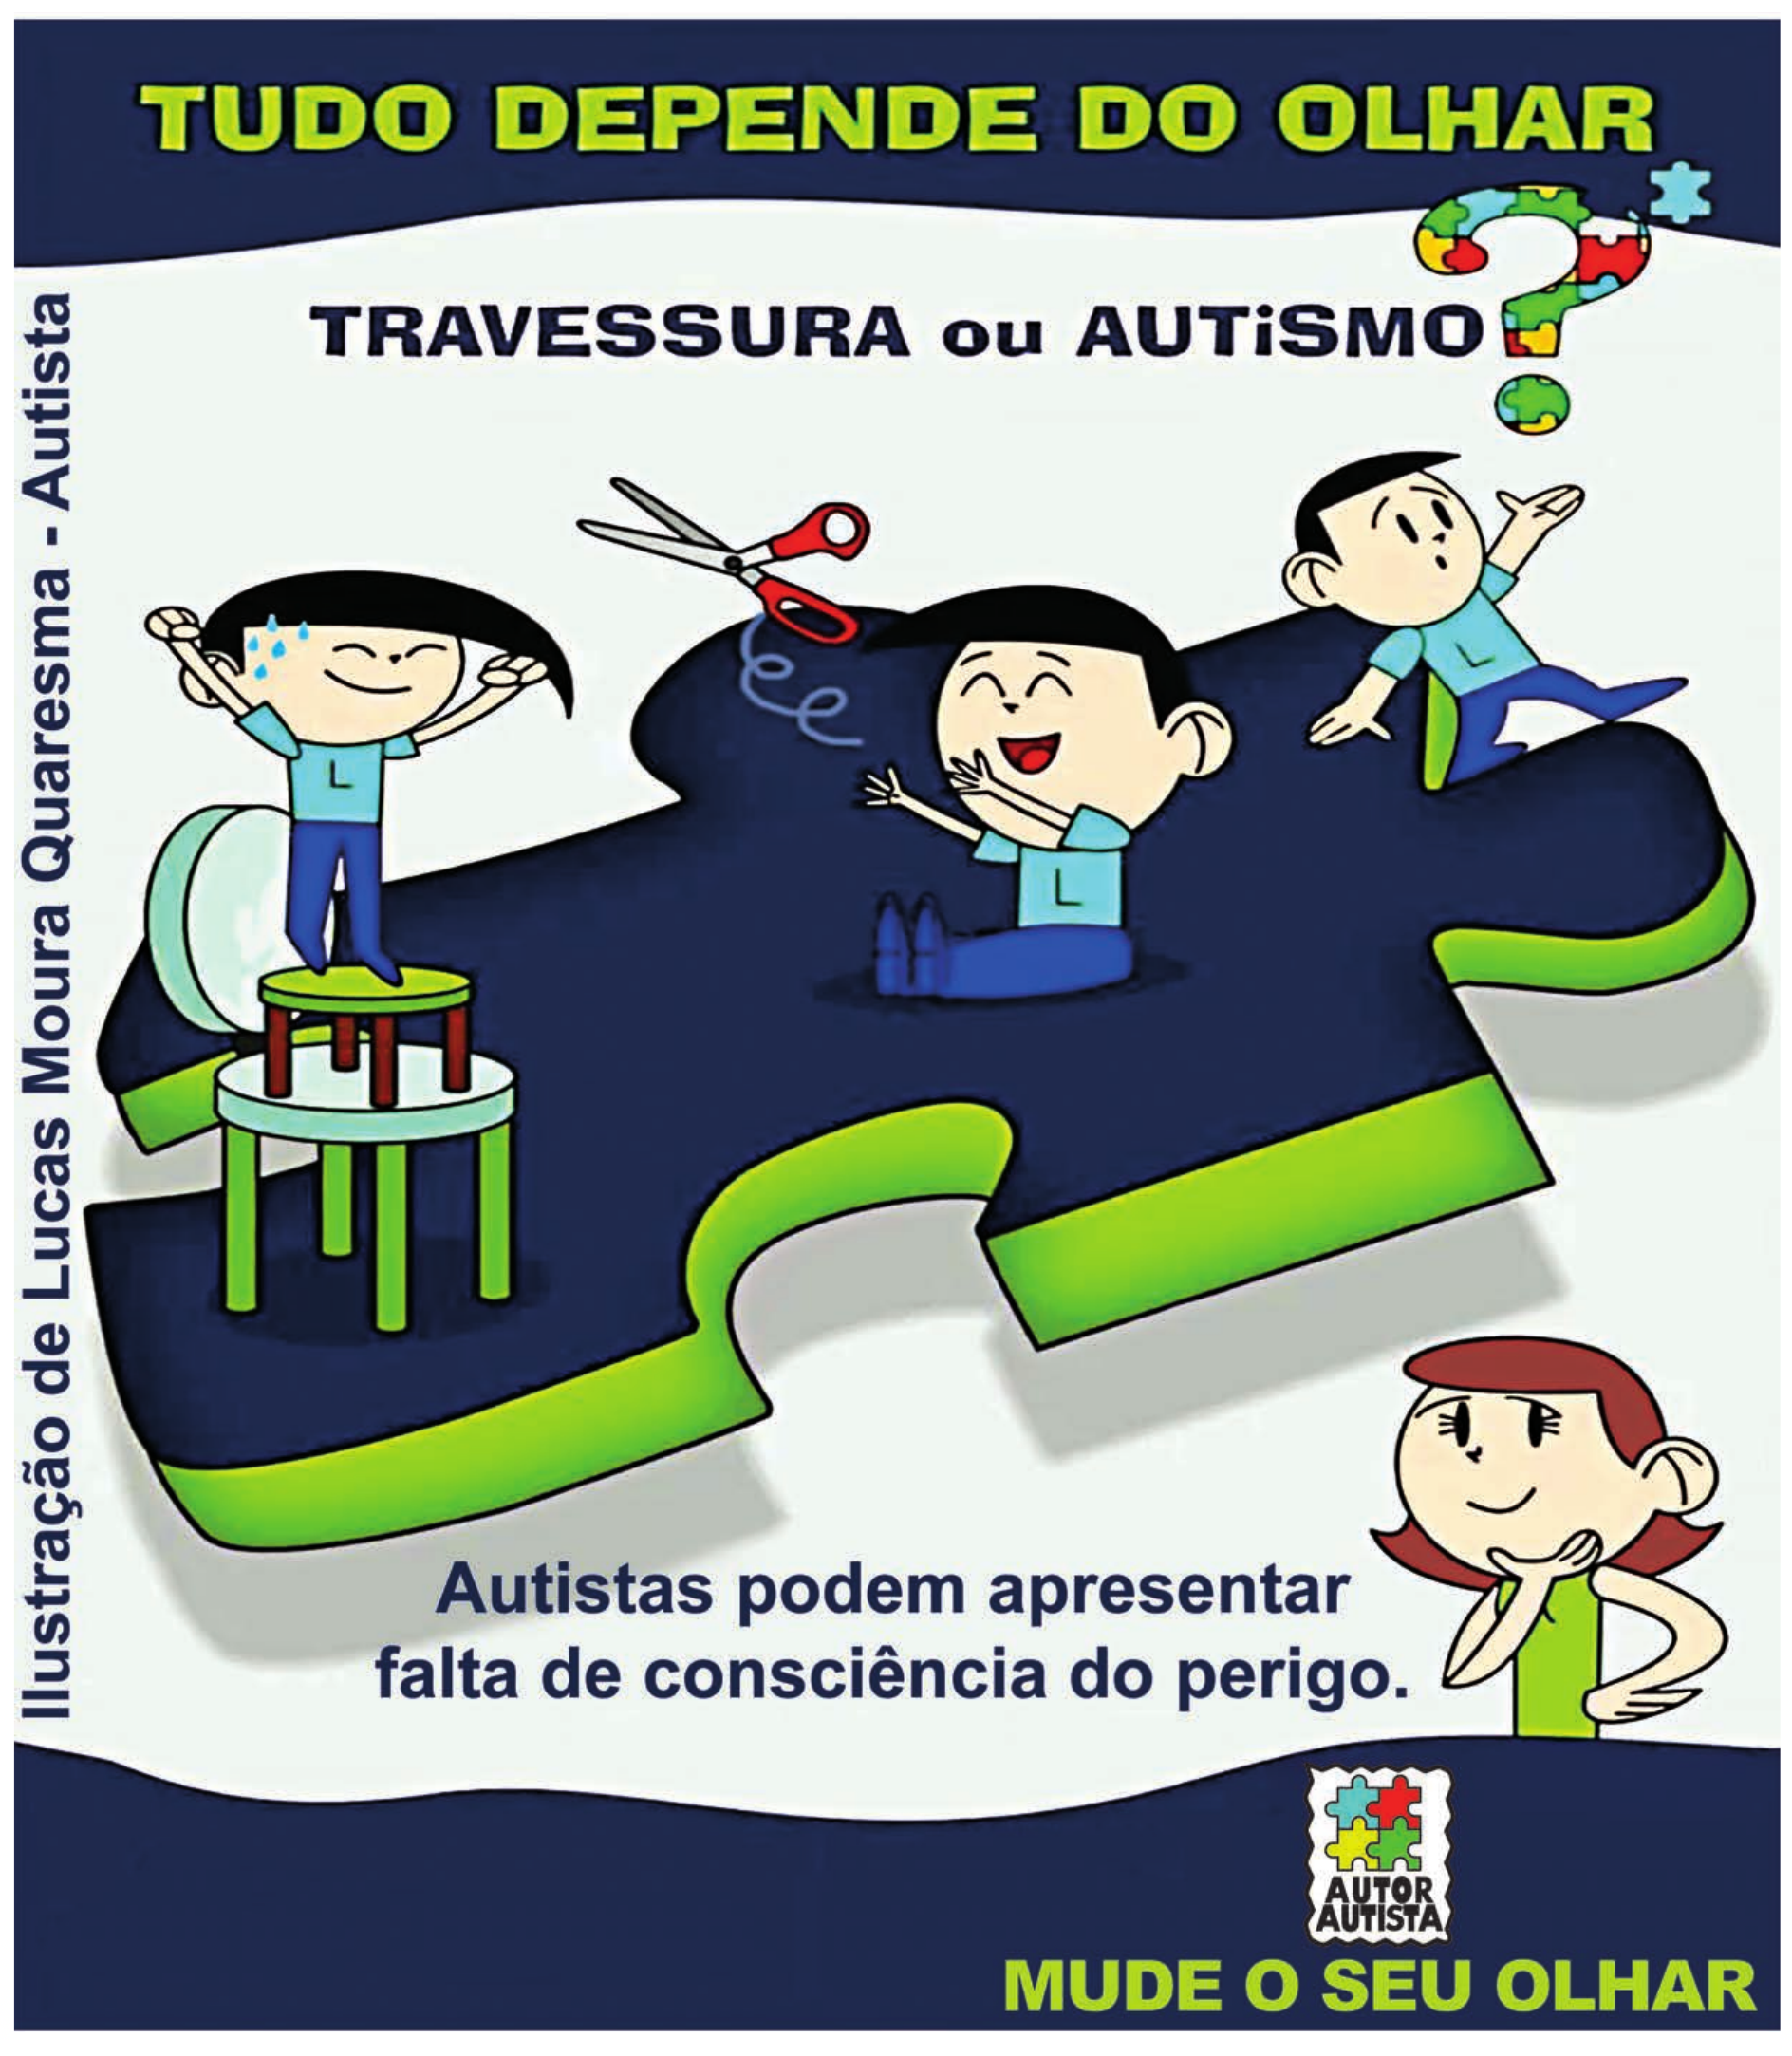 TUDO DEPENDE DO OLHAR
TRAVESSURA ou AUTiSMO?
Ilustração de Lucas Moura Quaresma - Autista
L
L
L
Autistas podem apresentar
falta de consciência do perigo.
AUTOR
AUTISTA
MUDE O SEU OLHAR